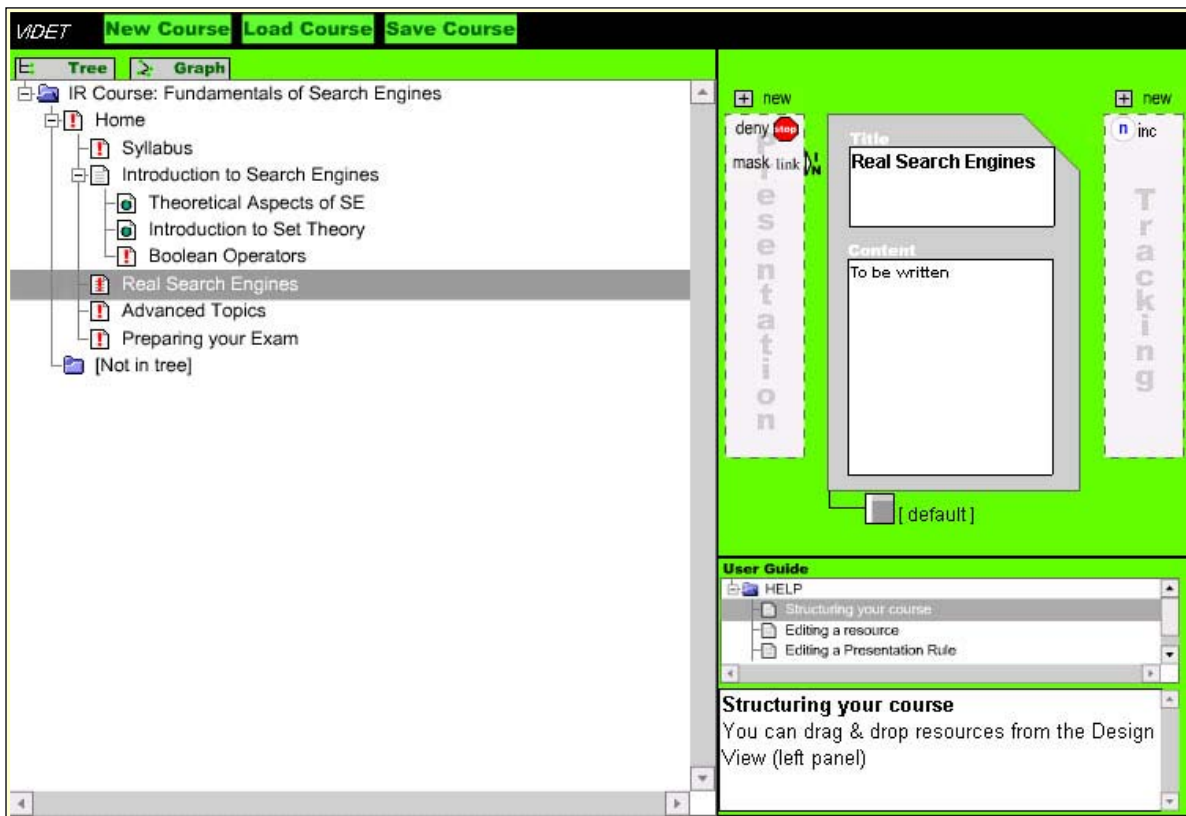 VIDET New Course Load Course Save Course
Tree Graph
IR Course: Fundamentals of Search Engines
Home
Syllabus
Introduction to Search Engines
Theoretical Aspects of SE
Introduction to Set Theory
Boolean Operators
Real Search Engines
Advanced Topics
Preparing your Exam
[Not in tree]
new
deny stop
mask link
Presentation
Title
Real Search Engines
Content
To be written
[ default ]
new
n inc
Tracking
User Guide
HELP
Structuring your course
Editing a resource
Editing a Presentation Rule
Structuring your course
You can drag & drop resources from the Design
View (left panel)